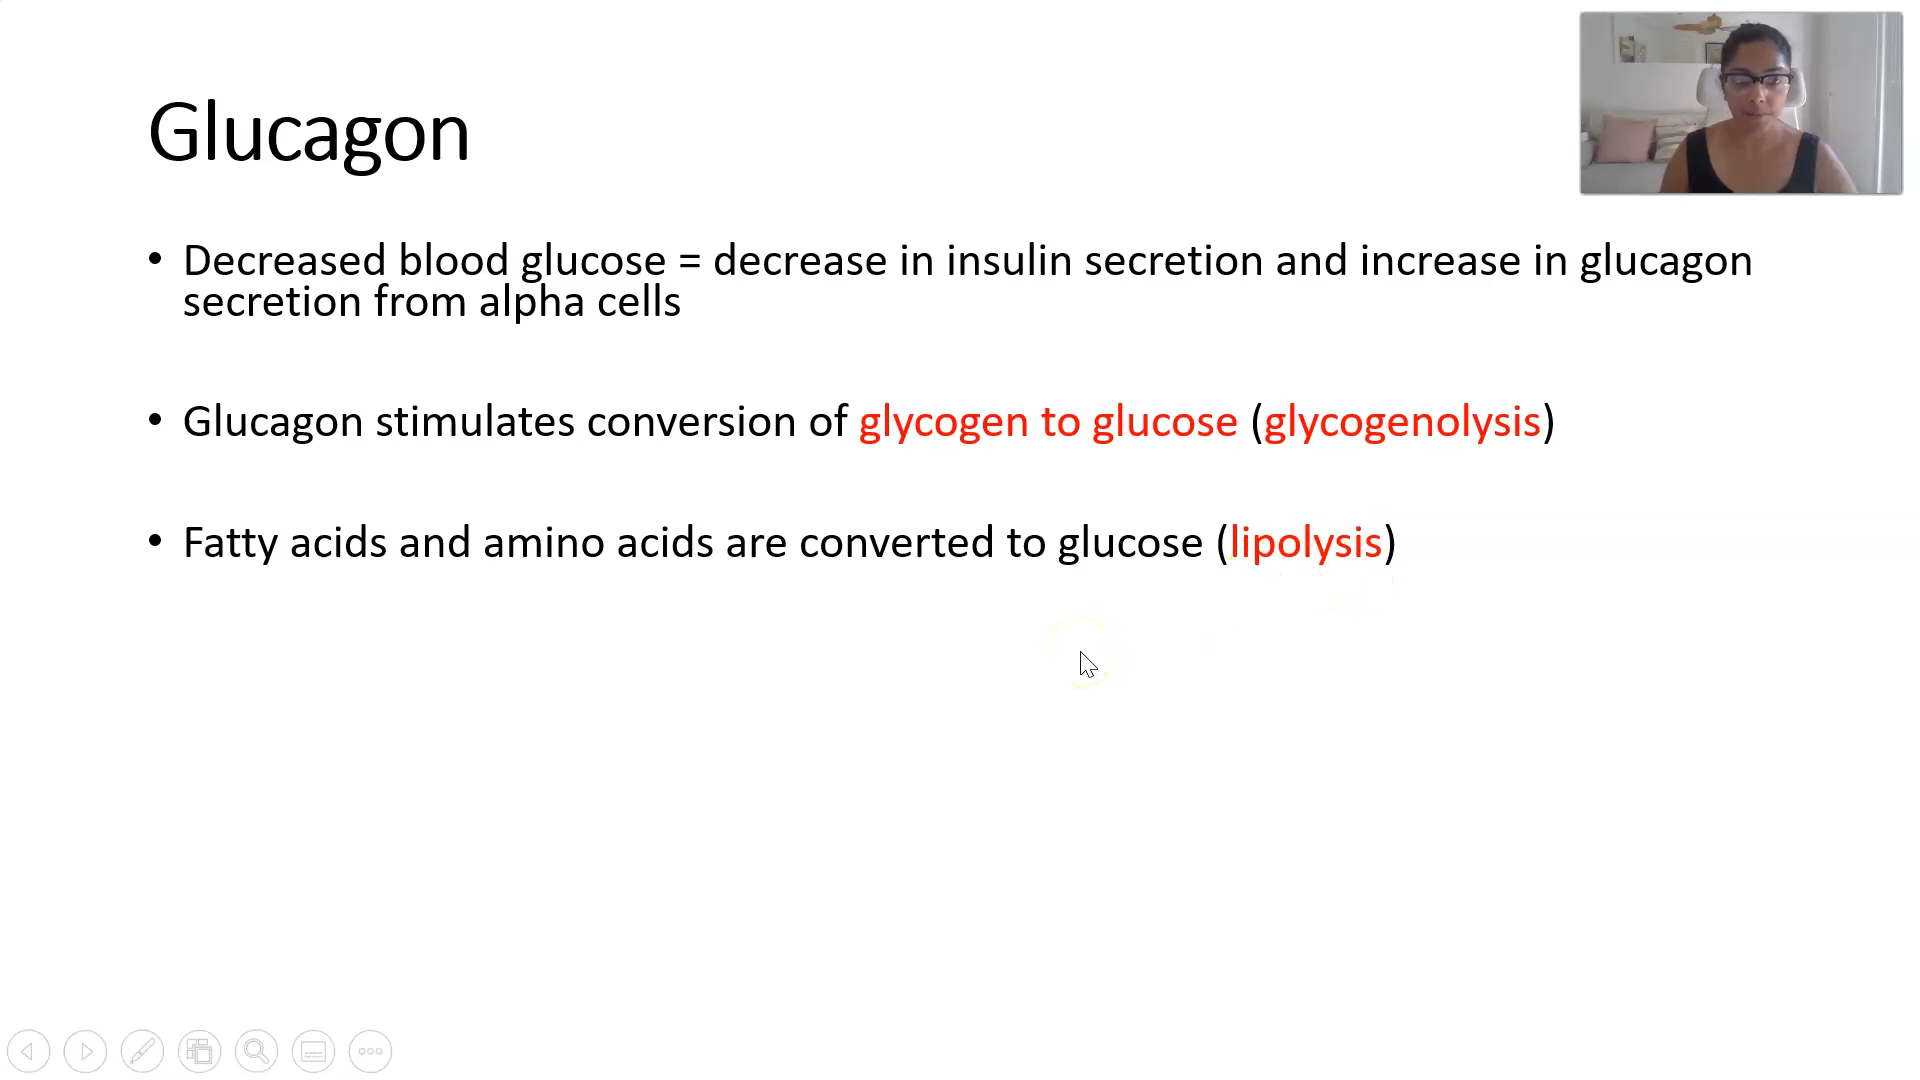 Glucagon
• Decreased blood glucose = decrease in insulin secretion and increase in glucagon
secretion from alpha cells
• Glucagon stimulates conversion of glycogen to glucose (glycogenolysis)
• Fatty acids and amino acids are converted to glucose (lipolysis)